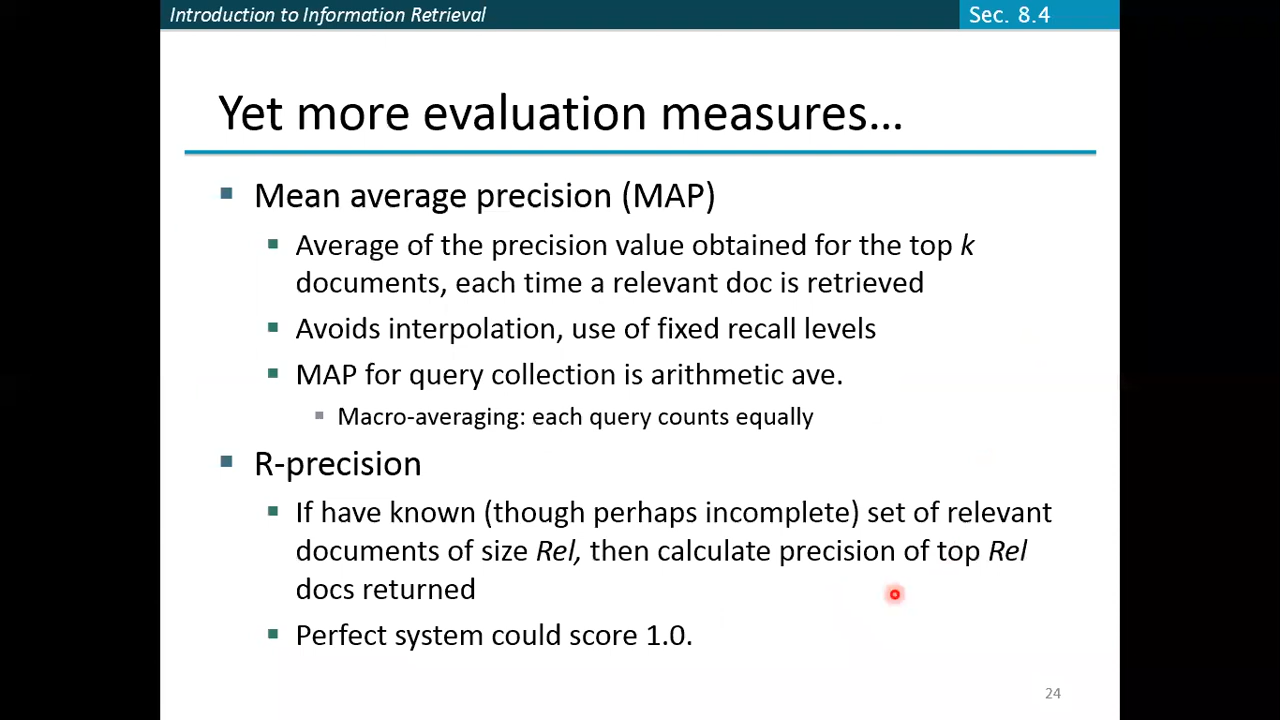 Introduction to Information Retrieval
Sec. 8.4
Yet more evaluation measures…
Mean average precision (MAP)
Average of the precision value obtained for the top k
documents, each time a relevant doc is retrieved
Avoids interpolation, use of fixed recall levels
MAP for query collection is arithmetic ave.
Macro-averaging: each query counts equally
R-precision
If have known (though perhaps incomplete) set of relevant
documents of size Rel, then calculate precision of top Rel
docs returned
Perfect system could score 1.0.
24